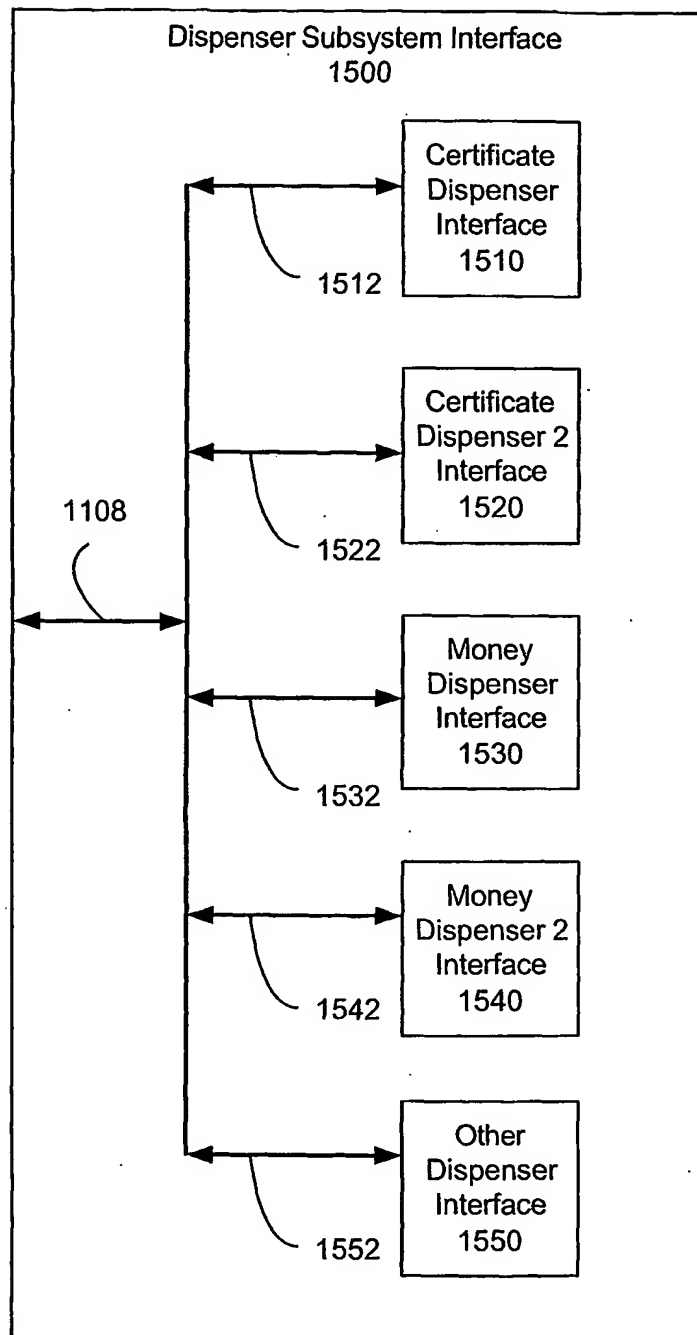 Dispenser Subsystem Interface
1500
Certificate
Dispenser
Interface
1510
1512
Certificate
Dispenser 2
Interface
1520
1522
1108
Money
Dispenser
Interface
1530
1532
Money
Dispenser 2
Interface
1540
1542
Other
Dispenser
Interface
1550
1552